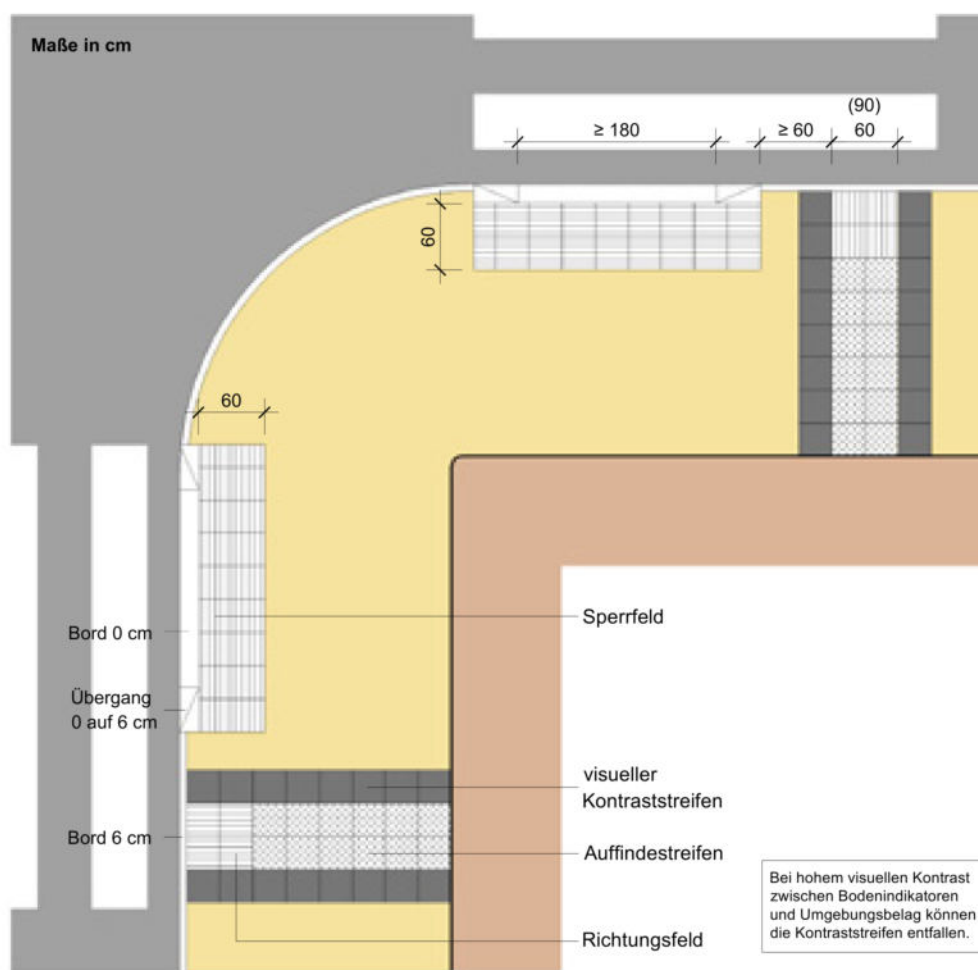 Maße in cm
(90)
≥ 180
≥ 60
60
60
60
Sperrfeld
Bord 0 cm
Übergang
0 auf 6 cm
visueller
Kontraststreifen
Bord 6 cm
Auffindestreifen
Richtungsfeld
Bei hohem visuellen Kontrast
zwischen Bodenindikatoren
und Umgebungsbelag können
die Kontraststreifen entfallen.